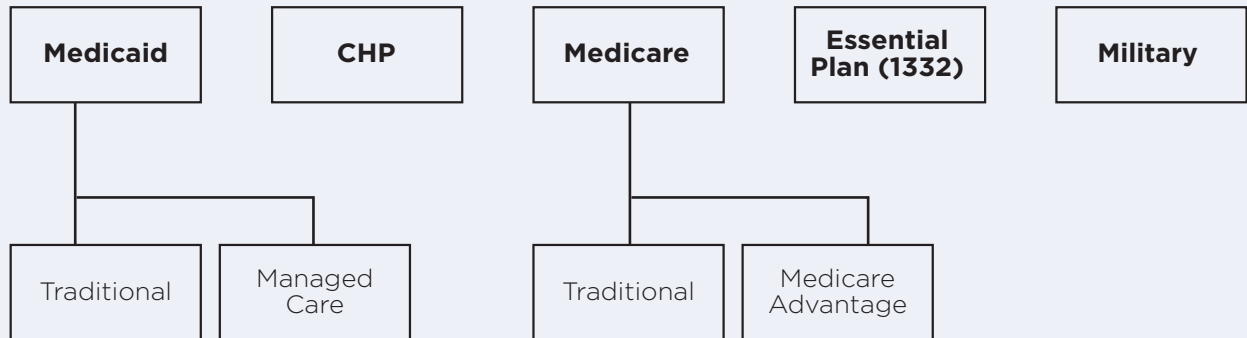 Medicaid
CHP
Medicare
Essential
Plan (1332)
Military
Traditional
Managed
Care
Traditional
Medicare
Advantage